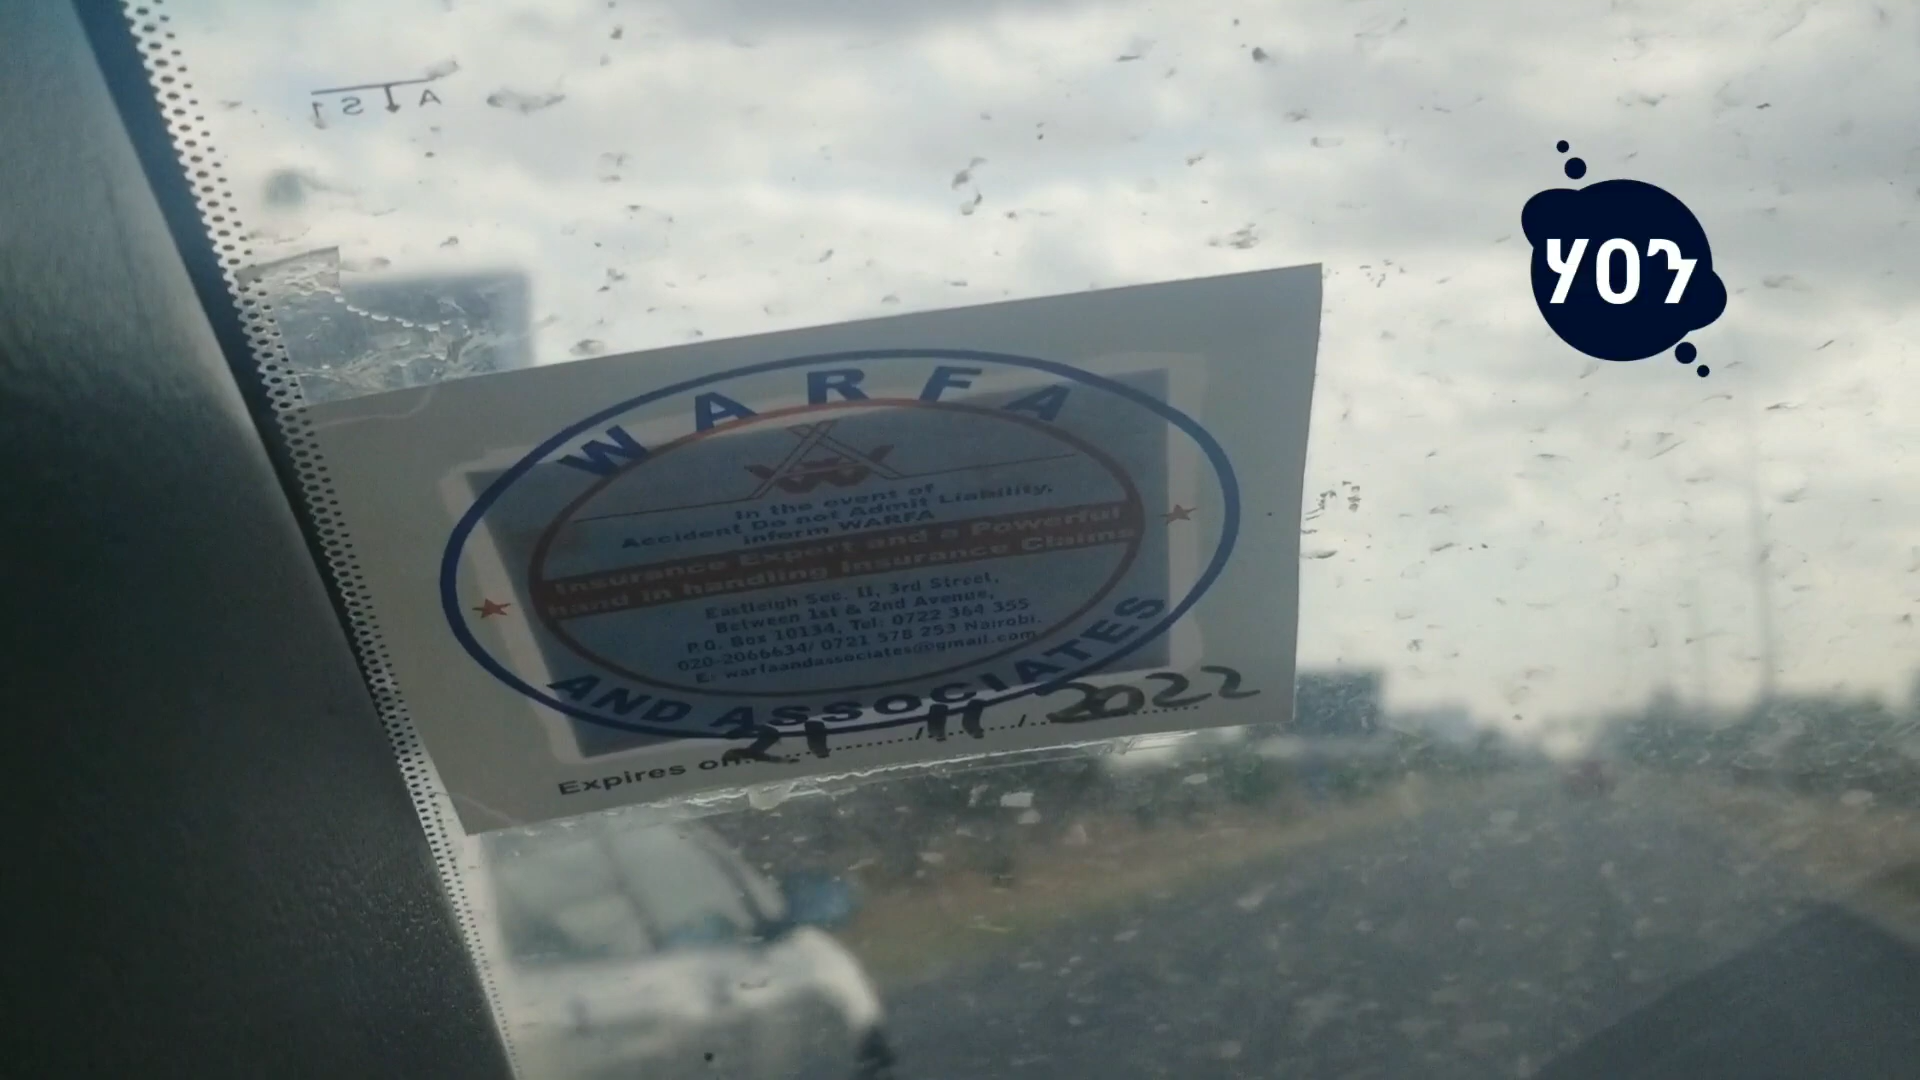 WARFA
In the event of
Accident Do not Admit Liability,
inform WARFA
Insurance Expert and a Powerful
hand in handling Insurance Claims
Eastleigh Sec. II, 3rd Street,
Between 1st & 2nd Avenue,
P.O. Box 10134, Tel: 0722 364 355
020-2066634/ 0721 578 253 Nairobi.
E: warfaandassociates@gmail.com
AND ASSOCIATES
Expires on 21/11/2022